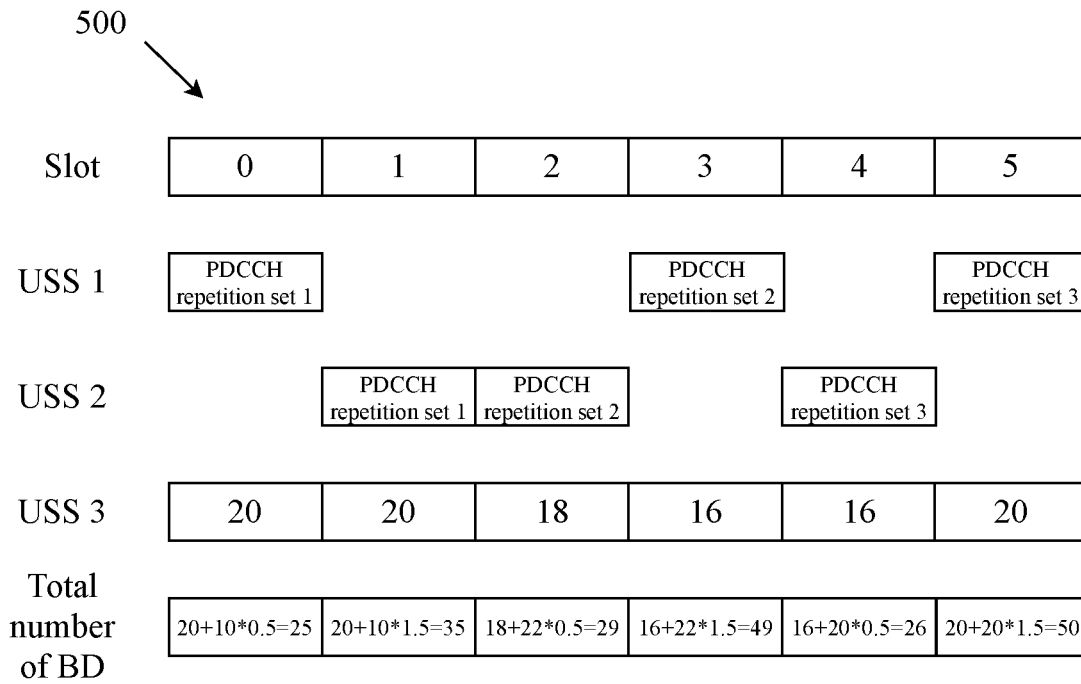 500
Slot 0 1 2 3 4 5
USS 1
PDCCH
repetition set 1
PDCCH
repetition set 2
PDCCH
repetition set 3
USS 2
PDCCH
repetition set 1
PDCCH
repetition set 2
PDCCH
repetition set 3
USS 3 20 20 18 16 16 20
Total
number
of BD
20+10*0.5=25 20+10*1.5=35 18+22*0.5=29 16+22*1.5=49 16+20*0.5=26 20+20*1.5=50